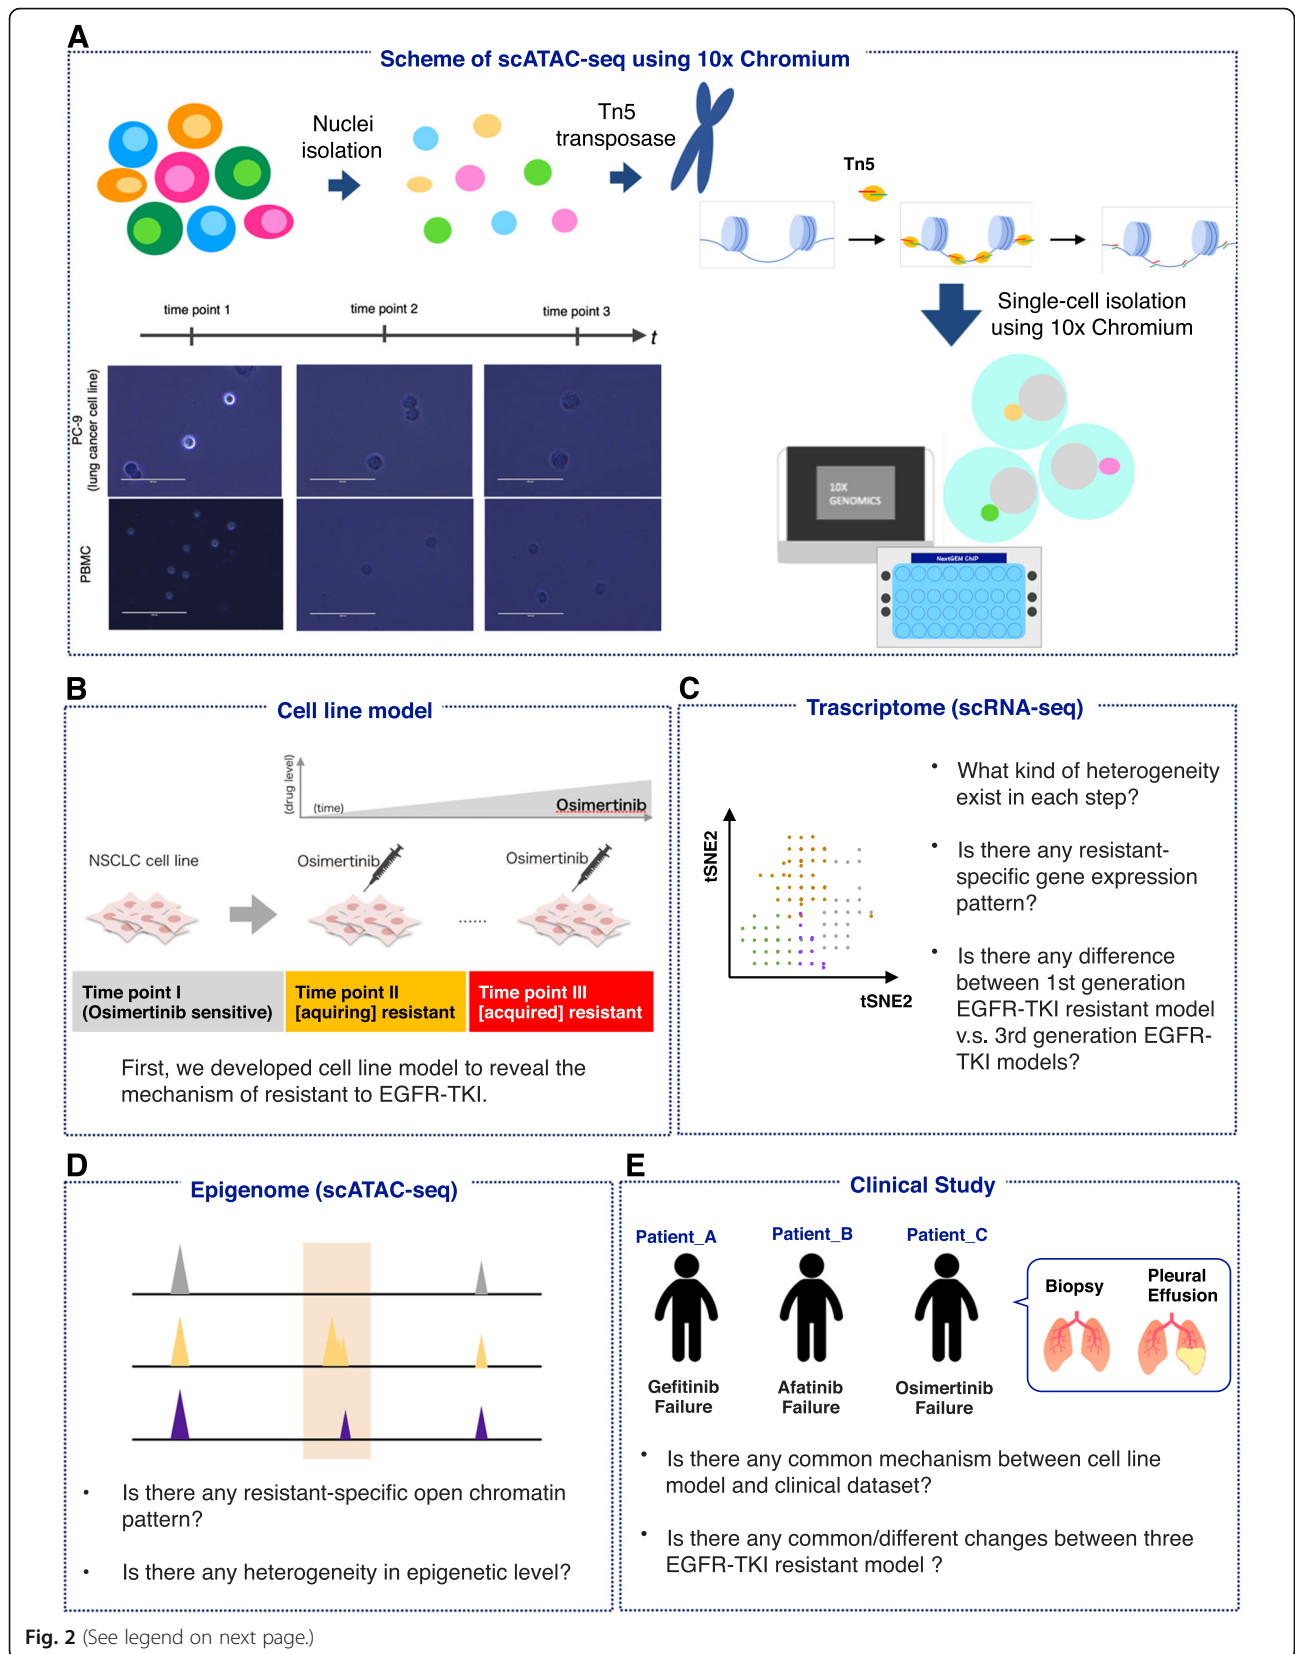 A
Scheme of scATAC-seq using 10x Chromium
Nuclei
isolation
Tn5
transposase
Tn5
time point 1
time point 2
time point 3
t
PC-9
(lung cancer cell line)
PBMC
Single-cell isolation
using 10x Chromium
10X
GENOMICS
NextGEM ChIP
B
Cell line model
(drug level)
(time)
Osimertinib
NSCLC cell line
Osimertinib
Osimertinib
......
Time point I
(Osimertinib sensitive)
Time point II
[aquiring] resistant
Time point III
[acquired] resistant
First, we developed cell line model to reveal the
mechanism of resistant to EGFR-TKI.
C
Trascriptome (scRNA-seq)
tSNE2
tSNE2
• What kind of heterogeneity
exist in each step?
• Is there any resistant-
specific gene expression
pattern?
• Is there any difference
between 1st generation
EGFR-TKI resistant model
v.s. 3rd generation EGFR-
TKI models?
D
Epigenome (scATAC-seq)
• Is there any resistant-specific open chromatin
pattern?
• Is there any heterogeneity in epigenetic level?
E
Clinical Study
Patient_A
Patient_B
Patient_C
Gefitinib
Failure
Afatinib
Failure
Osimertinib
Failure
Biopsy
Pleural
Effusion
• Is there any common mechanism between cell line
model and clinical dataset?
• Is there any common/different changes between three
EGFR-TKI resistant model ?
Fig. 2 (See legend on next page.)